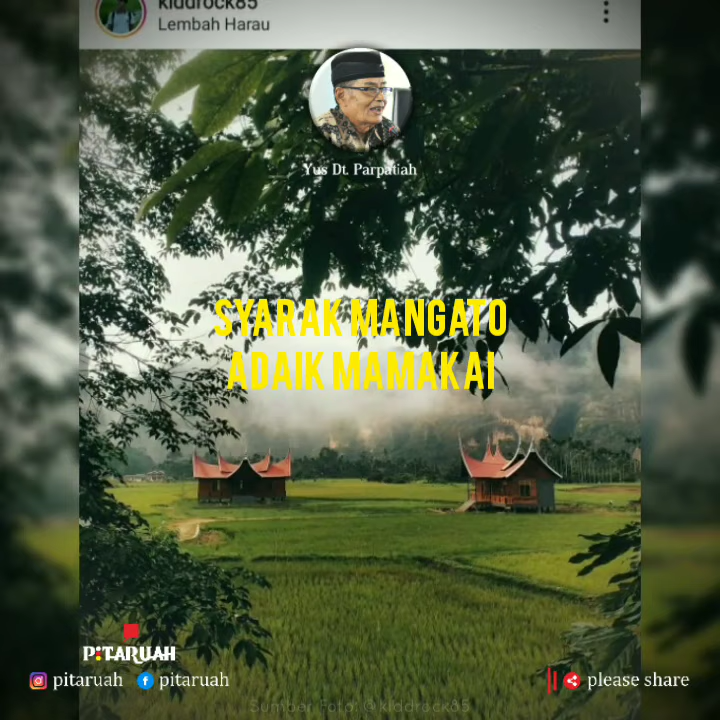 kiddrock85
Lembah Harau
Yus Dt. Parpatiah
SYARAK MANGATO
ADAIK MAMAKAI
PITARUAH
pitaruah pitaruah
please share
Sumber Foto: @kiddrock85